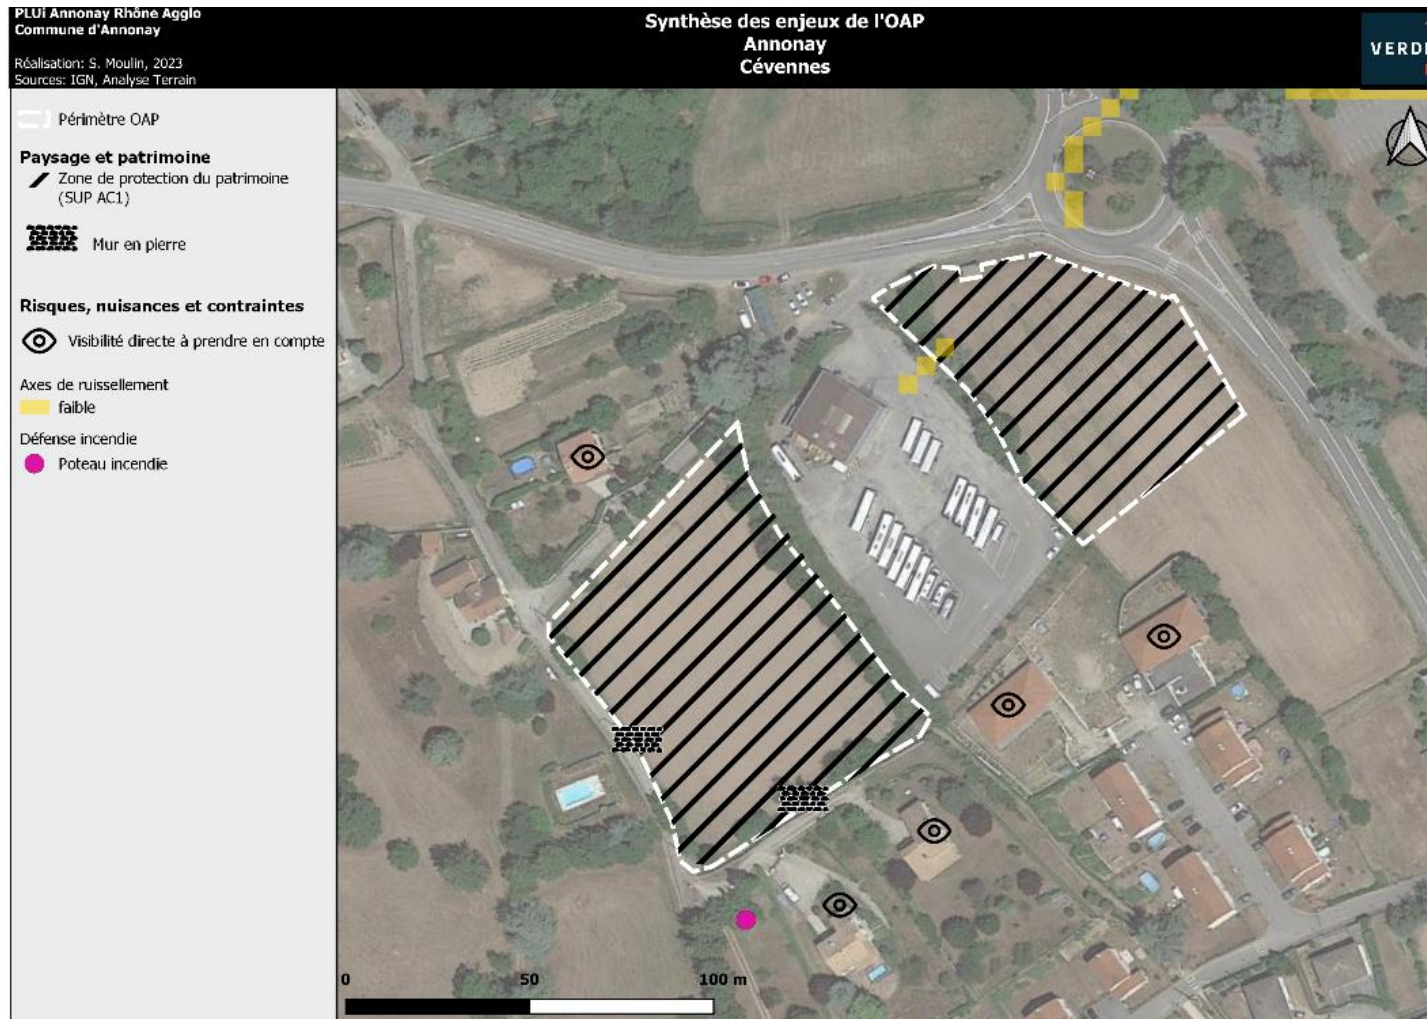 PLUi Annonay Rhône Agglo
Commune d'Annonay
Réalisation: S. Moulin, 2023
Sources: IGN, Analyse Terrain
Synthèse des enjeux de l'OAP
Annonay
Cévennes
Périmètre OAP
Paysage et patrimoine
Zone de protection du patrimoine
(SUP AC1)
Mur en pierre
Risques, nuisances et contraintes
Visibilité directe à prendre en compte
Axes de ruissellement
faible
Défense incendie
Poteau incendie
0 50 100 m